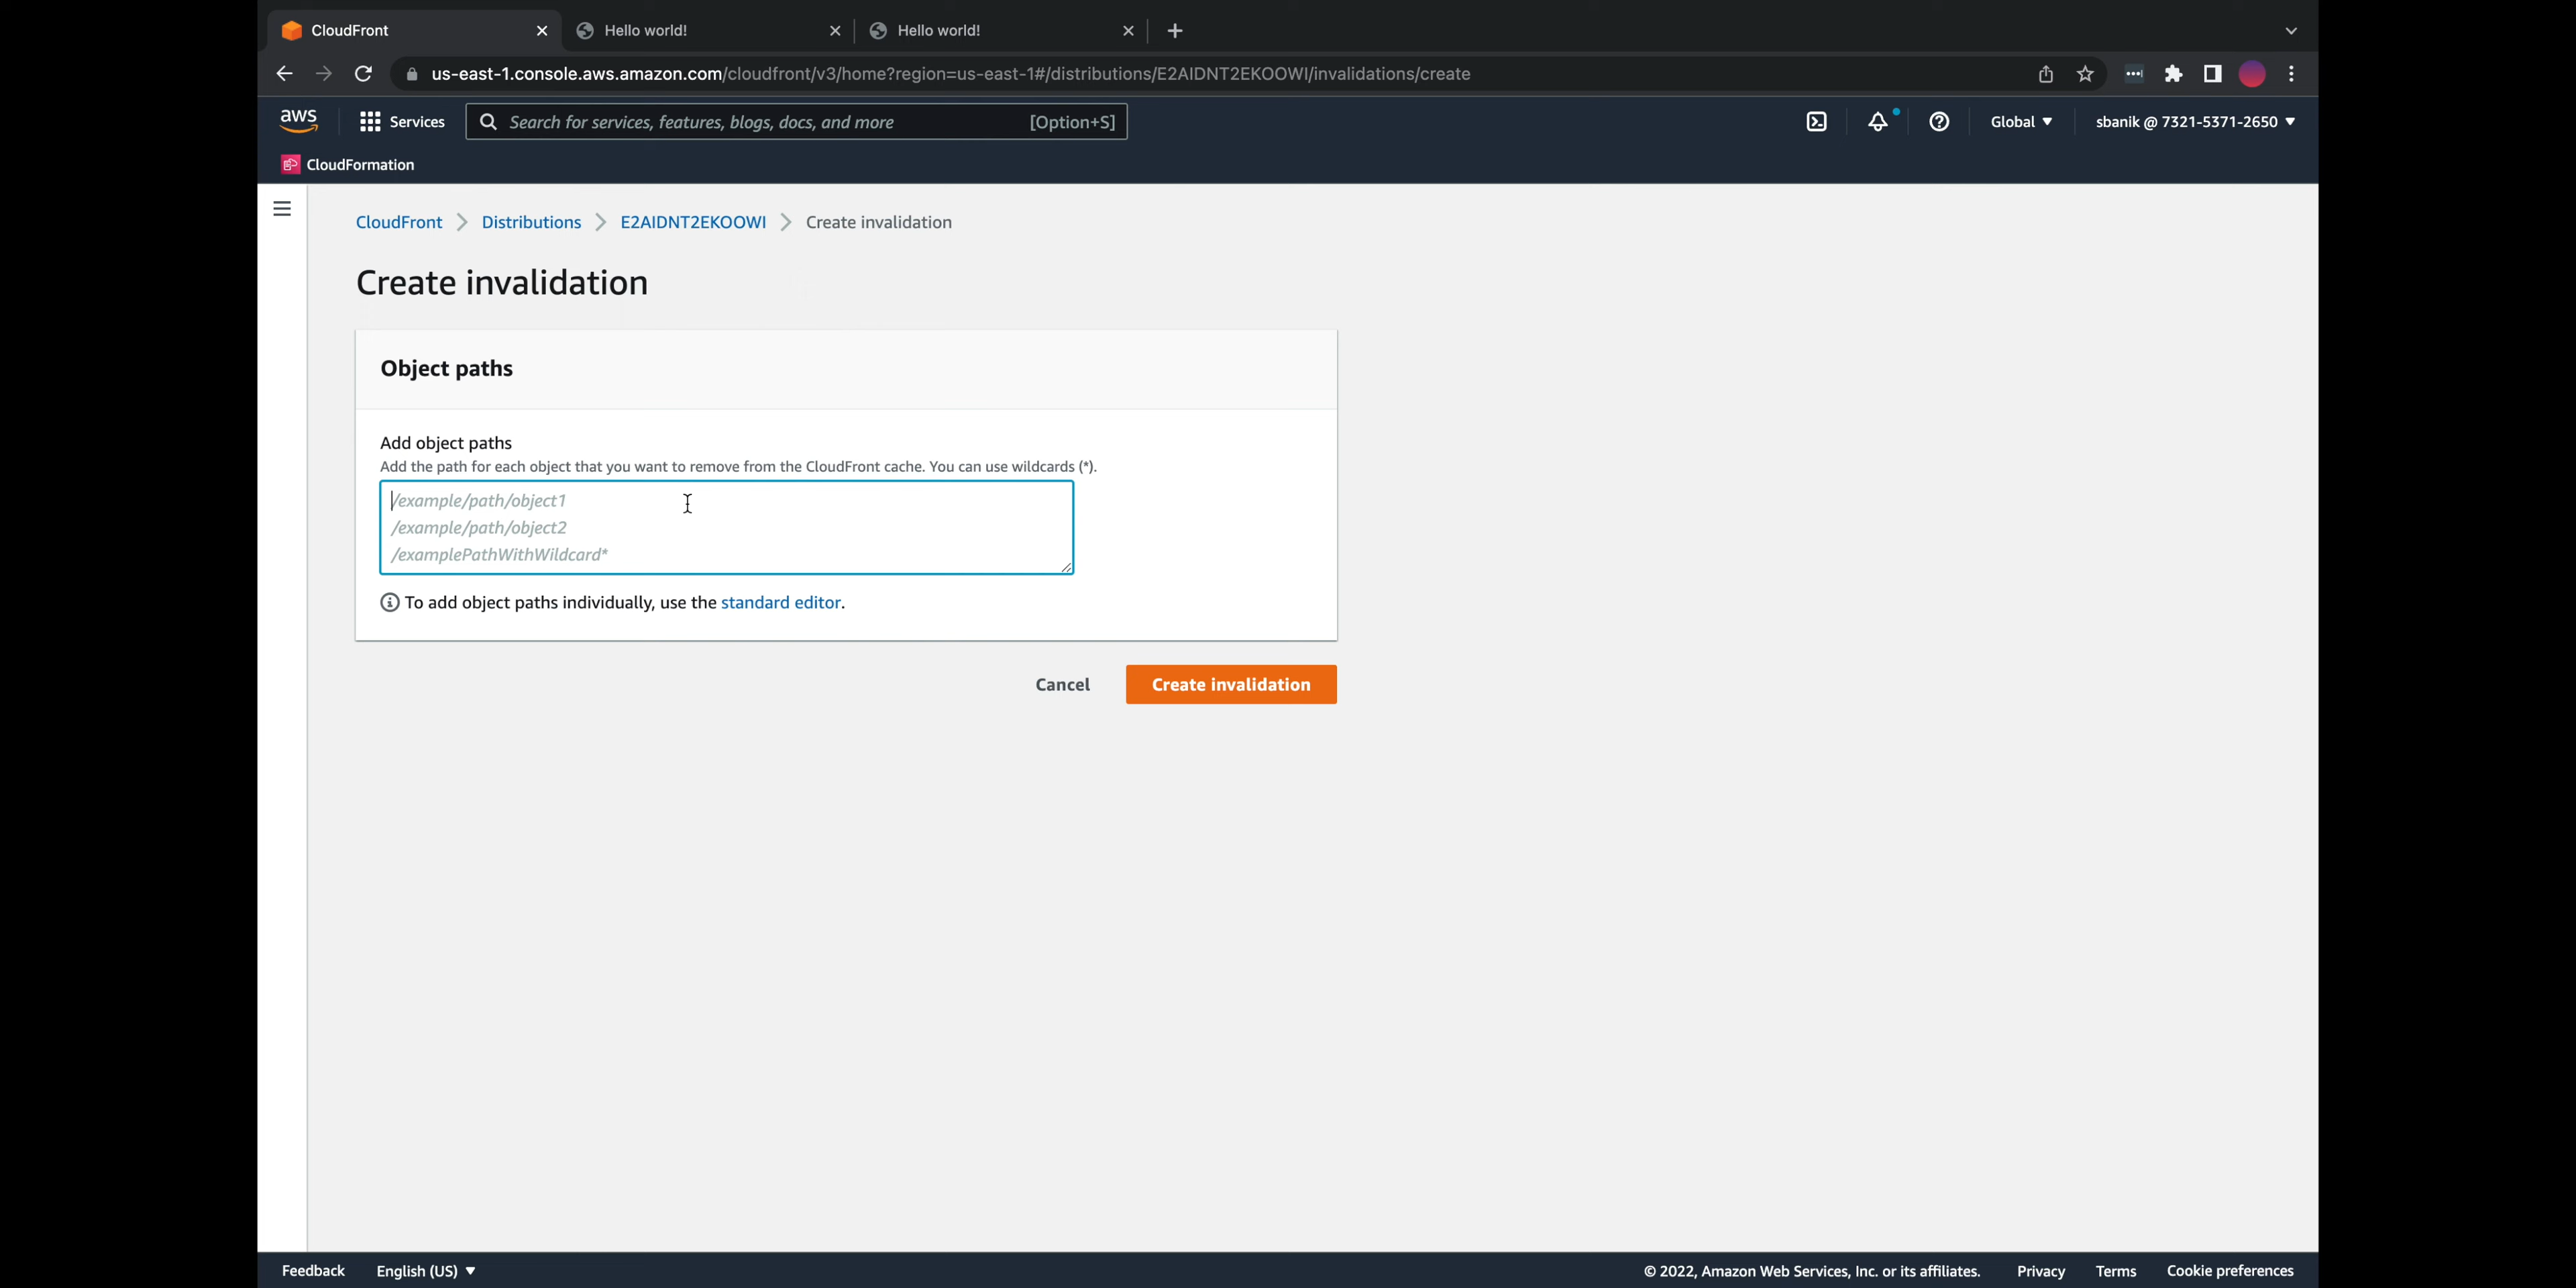 CloudFront
Hello world!
Hello world!
us-east-1.console.aws.amazon.com/cloudfront/v3/home?region=us-east-1#/distributions/E2AIDNT2EKOOWI/invalidations/create
aws
Services
Search for services, features, blogs, docs, and more
[Option+S]
Global
sbanik @ 7321-5371-2650
CloudFormation
CloudFront
Distributions
E2AIDNT2EKOOWI
Create invalidation
Create invalidation
Object paths
Add object paths
Add the path for each object that you want to remove from the CloudFront cache. You can use wildcards (*).
/example/path/object1
/example/path/object2
/examplePathWithWildcard*
To add object paths individually, use the standard editor.
Cancel
Create invalidation
Feedback
English (US)
© 2022, Amazon Web Services, Inc. or its affiliates.
Privacy
Terms
Cookie preferences